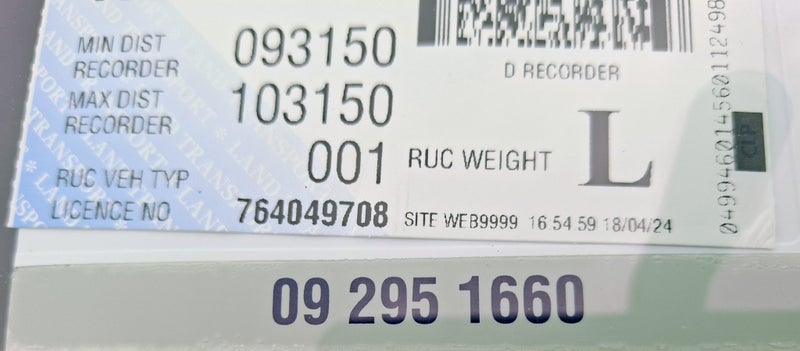 MIN DIST RECORDER 093150
D RECORDER
MAX DIST RECORDER 103150
RUC VEH TYP 001 RUC WEIGHT L
LICENCE NO 764049708 SITE WEB9999 16 54 59 18/04/24
CIP
09 295 1660